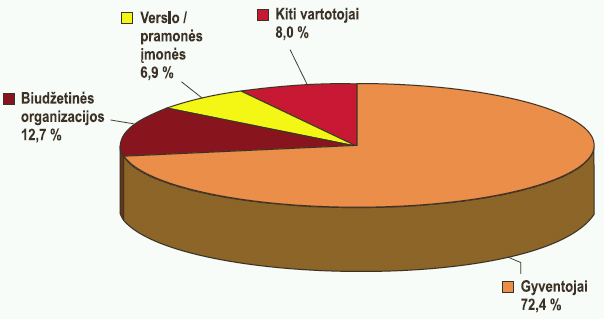 Verslo /
pramonės
įmonės
6,9 %
Kiti vartotojai
8,0 %
Biudžetinės
organizacijos
12,7 %
Gyventojai
72,4 %